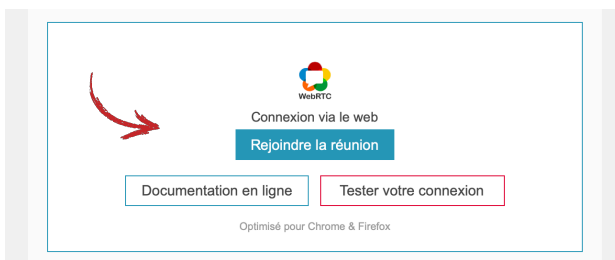 WebRTC
Connexion via le web
Rejoindre la réunion
Documentation en ligne
Tester votre connexion
Optimisé pour Chrome & Firefox